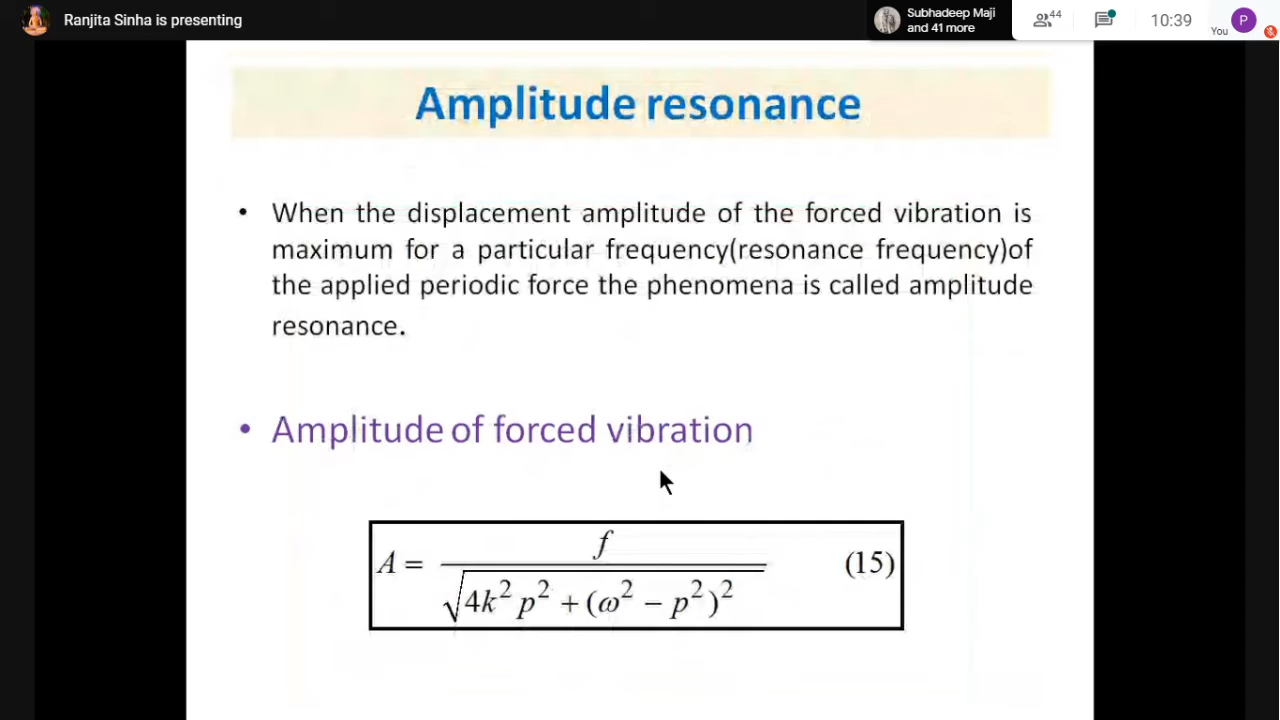 Ranjita Sinha is presenting
Subhadeep Maji
and 41 more
44
10:39
You
P
Amplitude resonance
• When the displacement amplitude of the forced vibration is
maximum for a particular frequency(resonance frequency)of
the applied periodic force the phenomena is called amplitude
resonance.
• Amplitude of forced vibration
A = f / √(4k² p² + (ω² − p²)²) (15)